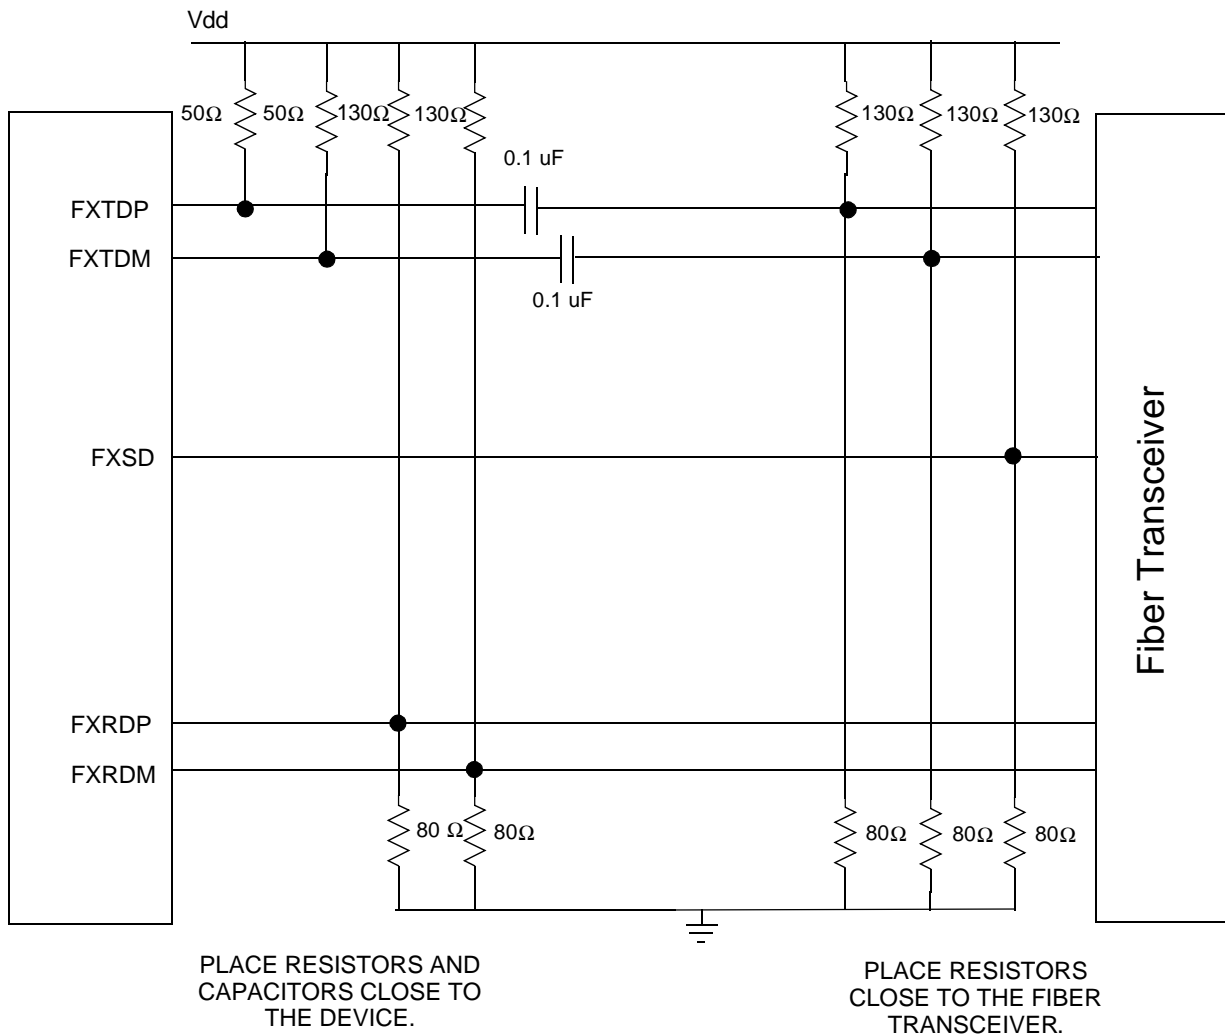 Vdd
50Ω
50Ω
130Ω
130Ω
130Ω
130Ω
130Ω
0.1 uF
FXTDP
FXTDM
0.1 uF
FXSD
Fiber Transceiver
FXRDP
FXRDM
80 Ω
80Ω
80Ω
80Ω
80Ω
PLACE RESISTORS AND
CAPACITORS CLOSE TO
THE DEVICE.
PLACE RESISTORS
CLOSE TO THE FIBER
TRANSCEIVER.